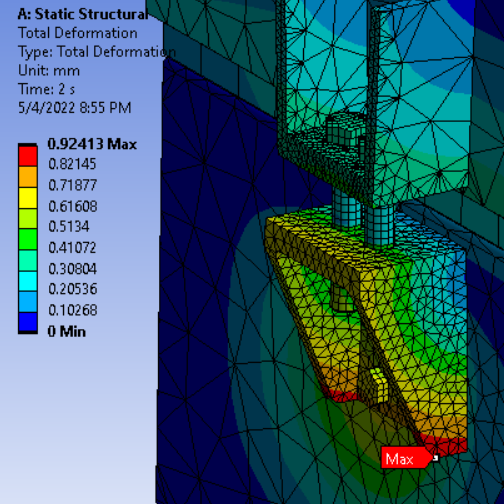 A: Static Structural
Total Deformation
Type: Total Deformation
Unit: mm
Time: 2 s
5/4/2022 8:55 PM
0.92413 Max
0.82145
0.71877
0.61608
0.5134
0.41072
0.30804
0.20536
0.10268
0 Min
Max